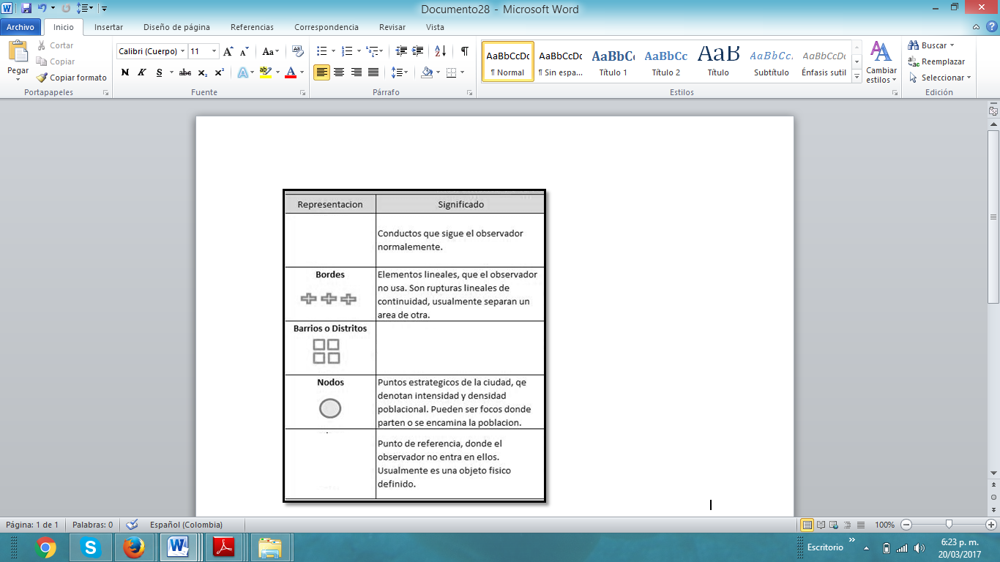 Documento28 - Microsoft Word
Archivo Inicio Insertar Diseño de página Referencias Correspondencia Revisar Vista
Pegar
Cortar
Copiar
Copiar formato
Portapapeles
Calibri (Cuerpo) 11
N K S abc x₂ x²
Fuente
Párrafo
AaBbCcDc AaBbCcDc AaBbC AaBbCc AaB AaBbCc. AaBbCcDc
¶ Normal ¶ Sin espa... Título 1 Título 2 Título Subtítulo Énfasis sutil
Cambiar
estilos
Estilos
Buscar
Reemplazar
Seleccionar
Edición
Representacion Significado
Conductos que sigue el observador
normalemente.
Bordes
Elementos lineales, que el observador
no usa. Son rupturas lineales de
continuidad, usualmente separan un
area de otra.
Barrios o Distritos
Nodos
Puntos estrategicos de la ciudad, qe
denotan intensidad y densidad
poblacional. Pueden ser focos donde
parten o se encamina la poblacion.
Punto de referencia, donde el
observador no entra en ellos.
Usualmente es una objeto fisico
definido.
Página: 1 de 1 Palabras: 0 Español (Colombia) 100%
Escritorio
6:23 p. m.
20/03/2017